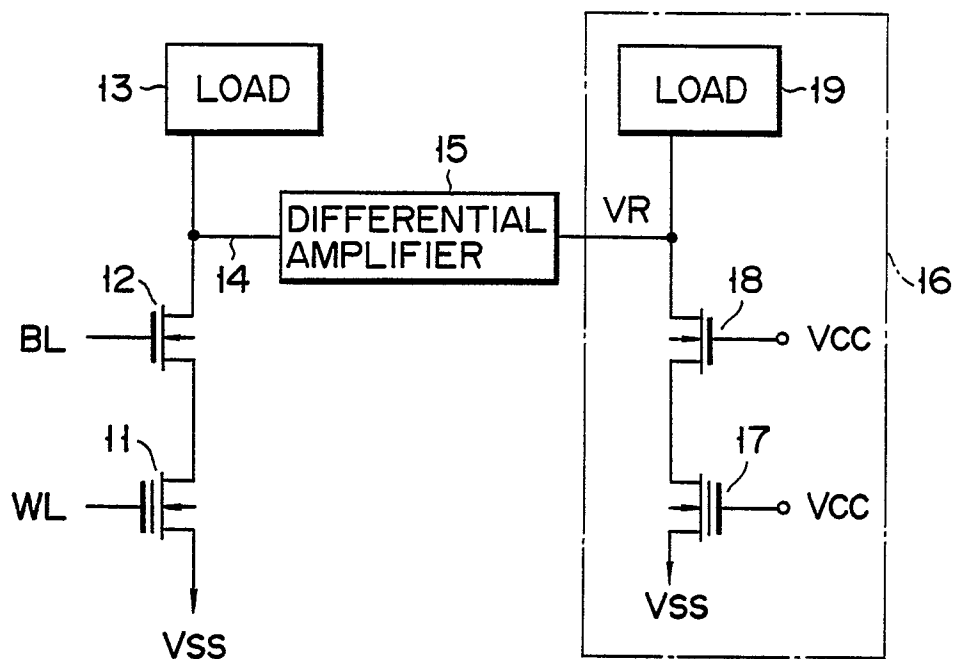 13
LOAD
LOAD
19
15
DIFFERENTIAL
AMPLIFIER
VR
14
12
BL
18
VCC
16
11
WL
17
VCC
VSS
VSS